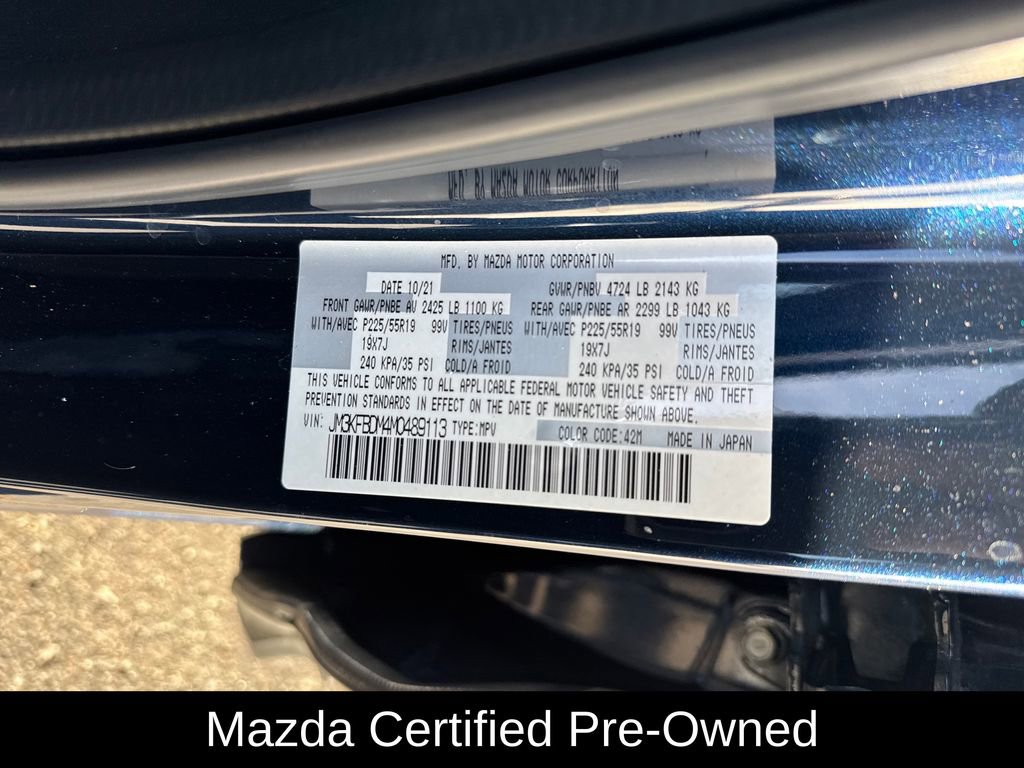 MFD. BY MAZDA MOTOR CORPORATION
DATE 10/21 GVWR/PNBV 4724 LB 2143 KG
FRONT GAWR/PNBE AV 2425 LB 1100 KG REAR GAWR/PNBE AR 2299 LB 1043 KG
WITH/AVEC P225/55R19 99V TIRES/PNEUS WITH/AVEC P225/55R19 99V TIRES/PNEUS
19X7J RIMS/JANTES 19X7J RIMS/JANTES
240 KPA/35 PSI COLD/A FROID 240 KPA/35 PSI COLD/A FROID
THIS VEHICLE CONFORMS TO ALL APPLICABLE FEDERAL MOTOR VEHICLE SAFETY AND THEFT
PREVENTION STANDARDS IN EFFECT ON THE DATE OF MANUFACTURE SHOWN ABOVE.
VIN: JM3KFBDM4M0489113 TYPE:MPV COLOR CODE:42M MADE IN JAPAN
Mazda Certified Pre-Owned